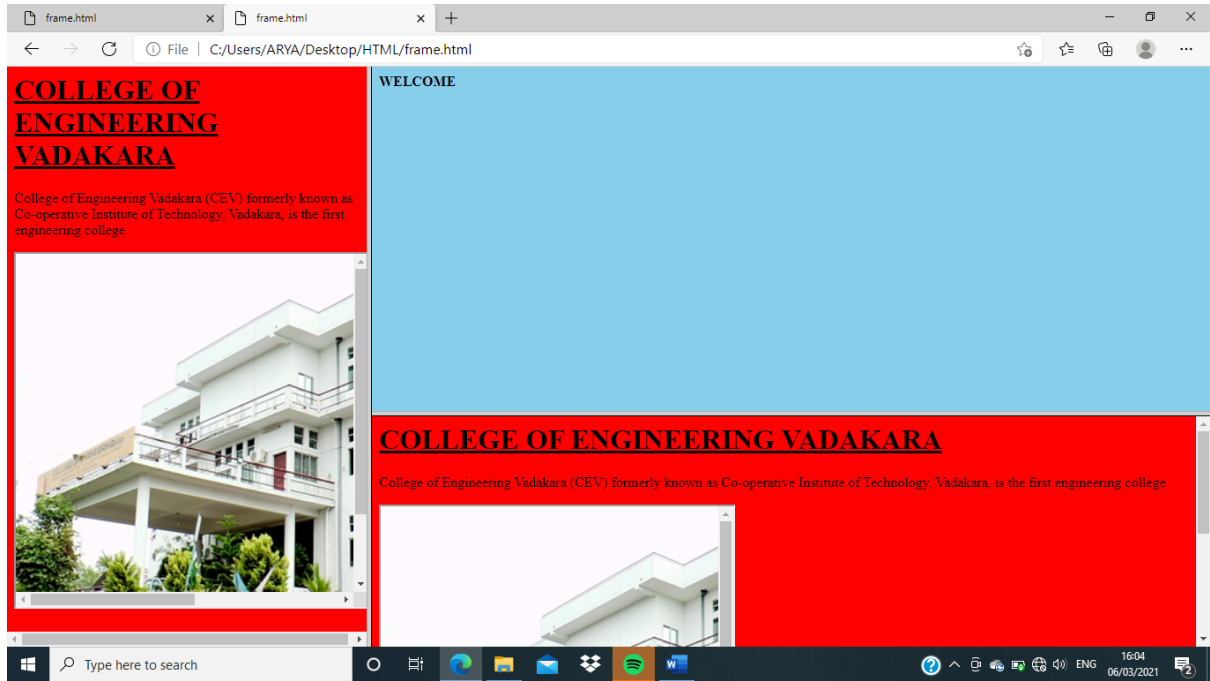 frame.html
frame.html
File | C:/Users/ARYA/Desktop/HTML/frame.html
COLLEGE OF
ENGINEERING
VADAKARA
College of Engineering Vadakara (CEV) formerly known as
Co-operative Institute of Technology, Vadakara, is the first
engineering college
WELCOME
COLLEGE OF ENGINEERING VADAKARA
College of Engineering Vadakara (CEV) formerly known as Co-operative Institute of Technology, Vadakara, is the first engineering college
Type here to search
ENG
16:04
06/03/2021
2